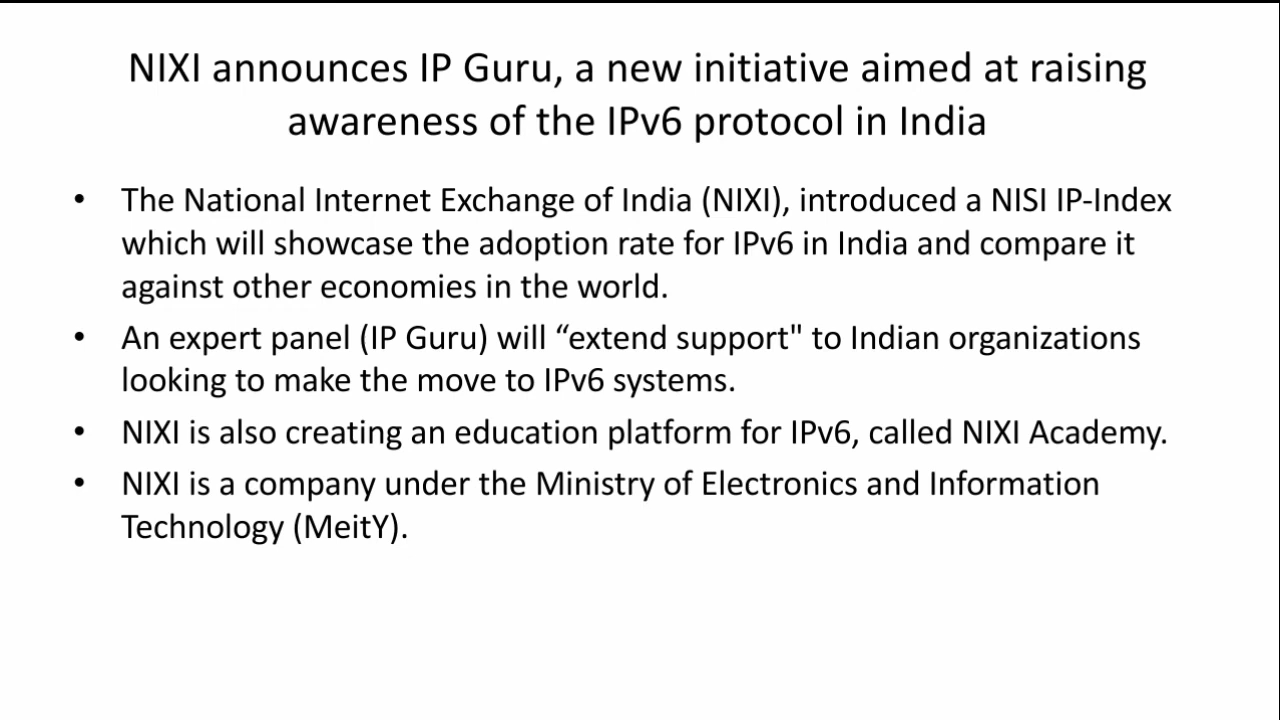 NIXI announces IP Guru, a new initiative aimed at raising
awareness of the IPv6 protocol in India
• The National Internet Exchange of India (NIXI), introduced a NISI IP-Index
which will showcase the adoption rate for IPv6 in India and compare it
against other economies in the world.
• An expert panel (IP Guru) will “extend support" to Indian organizations
looking to make the move to IPv6 systems.
• NIXI is also creating an education platform for IPv6, called NIXI Academy.
• NIXI is a company under the Ministry of Electronics and Information
Technology (MeitY).